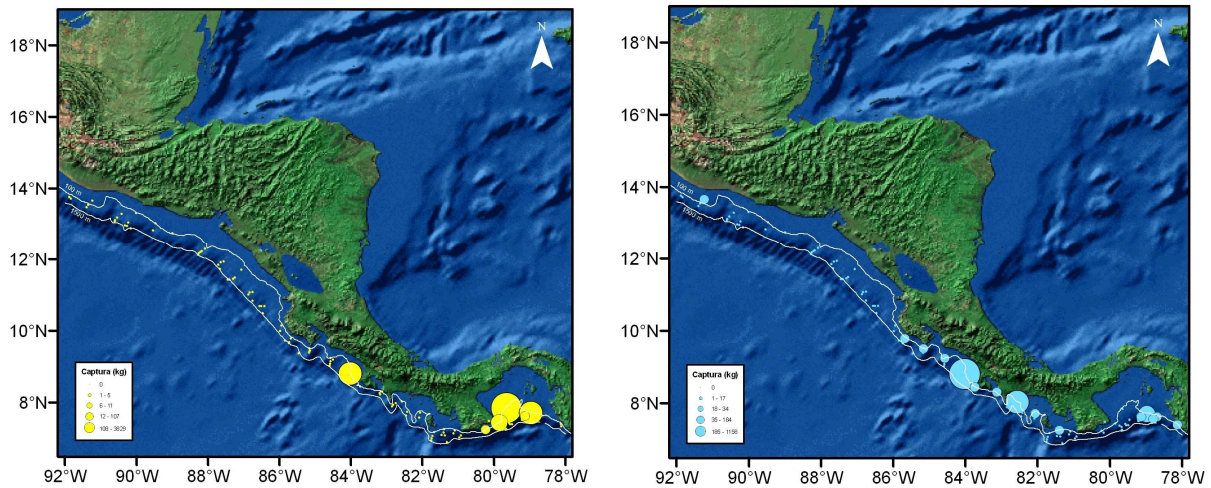 N
18°N
16°N
14°N
12°N
10°N
8°N
100 m
1500 m
Captura (kg)
0
1 - 5
6 - 11
12 - 107
108 - 3829
92°W 90°W 88°W 86°W 84°W 82°W 80°W 78°W
N
18°N
16°N
14°N
12°N
10°N
8°N
100 m
1500 m
Captura (kg)
0
1 - 17
18 - 34
35 - 184
185 - 1156
92°W 90°W 88°W 86°W 84°W 82°W 80°W 78°W